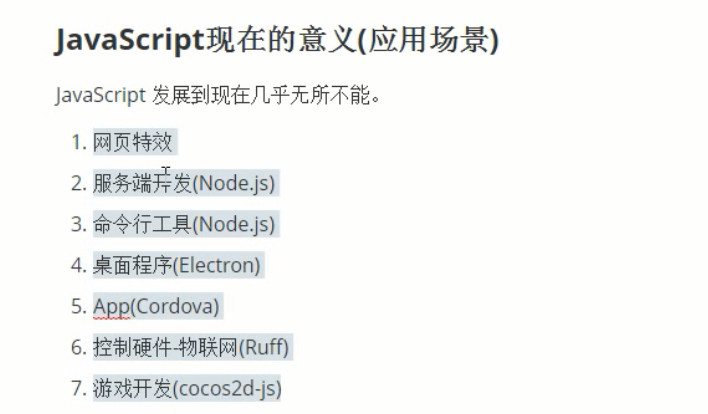 JavaScript现在的意义(应用场景)
JavaScript 发展到现在几乎无所不能。
1. 网页特效
2. 服务端开发(Node.js)
3. 命令行工具(Node.js)
4. 桌面程序(Electron)
5. App(Cordova)
6. 控制硬件-物联网(Ruff)
7. 游戏开发(cocos2d-js)